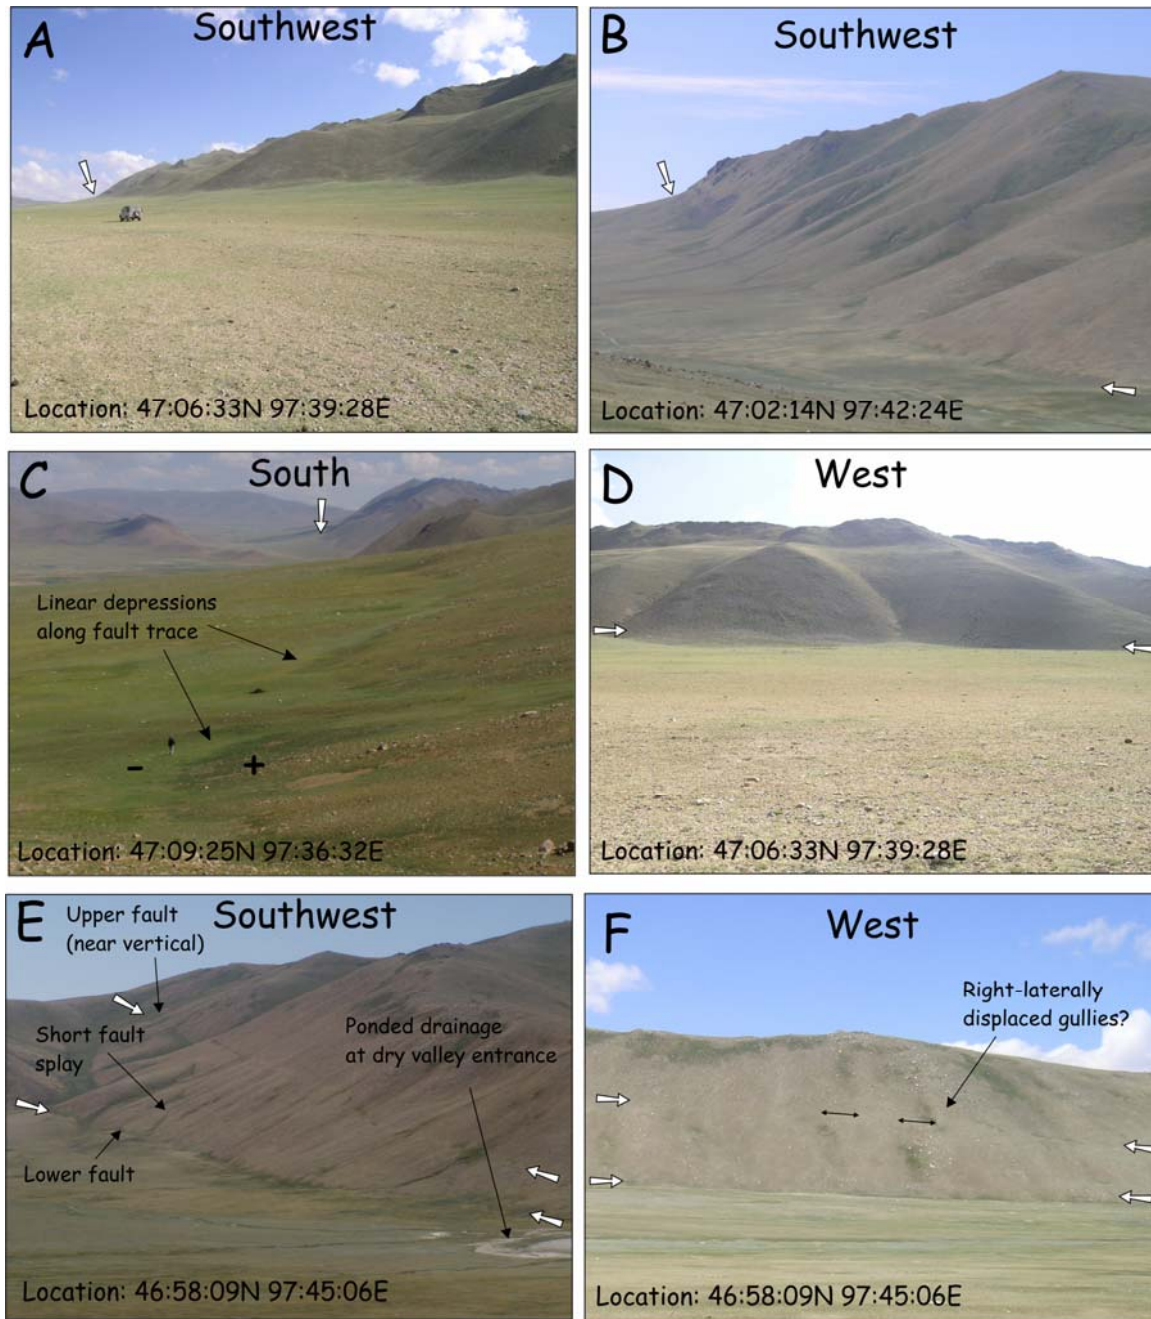 A
Southwest
Location: 47:06:33N 97:39:28E
B
Southwest
Location: 47:02:14N 97:42:24E
C
South
Linear depressions
along fault trace
- +
Location: 47:09:25N 97:36:32E
D
West
Location: 47:06:33N 97:39:28E
E
Southwest
Upper fault
(near vertical)
Short fault
splay
Ponded drainage
at dry valley entrance
Lower fault
Location: 46:58:09N 97:45:06E
F
West
Right-laterally
displaced gullies?
Location: 46:58:09N 97:45:06E